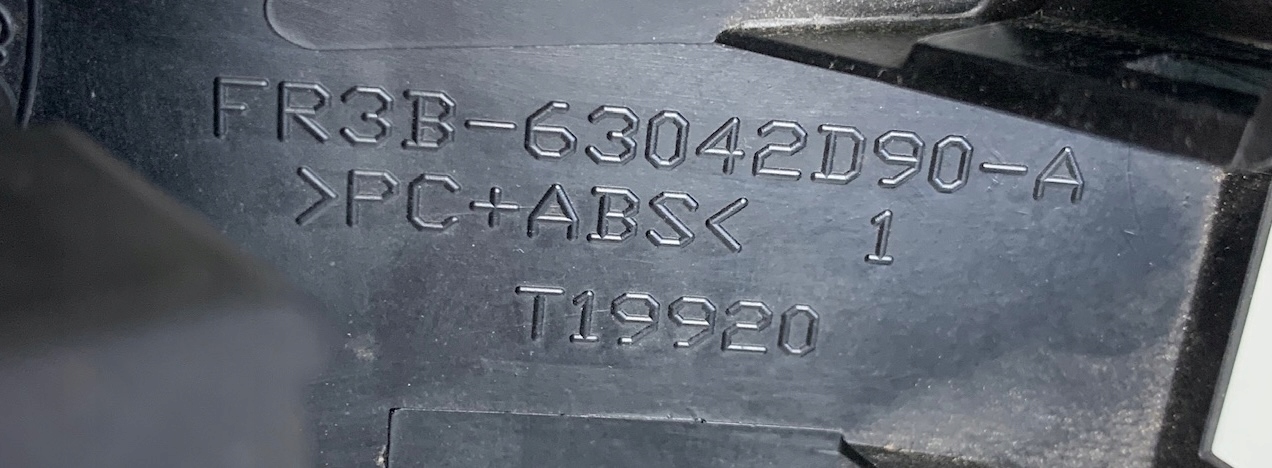 FR3B-63042D90-A
>PC+ABS< 1
T19920